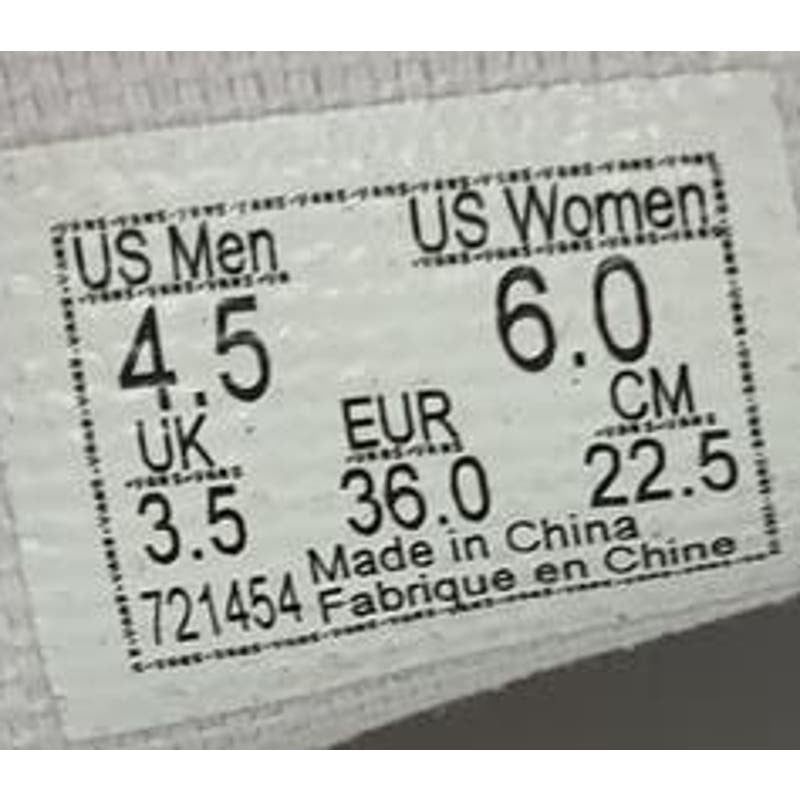 US Men US Women
4.5 6.0
UK EUR CM
3.5 36.0 22.5
721454 Made in China
Fabrique en Chine